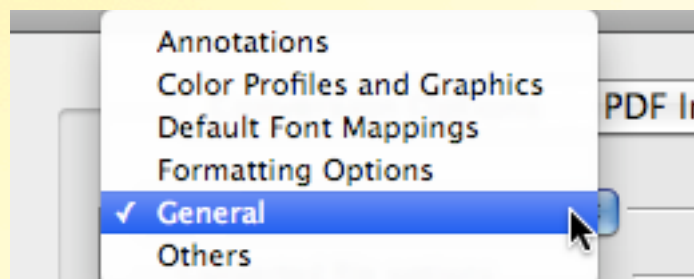 Annotations
Color Profiles and Graphics
Default Font Mappings
PDF
Formatting Options
✓ General
Others